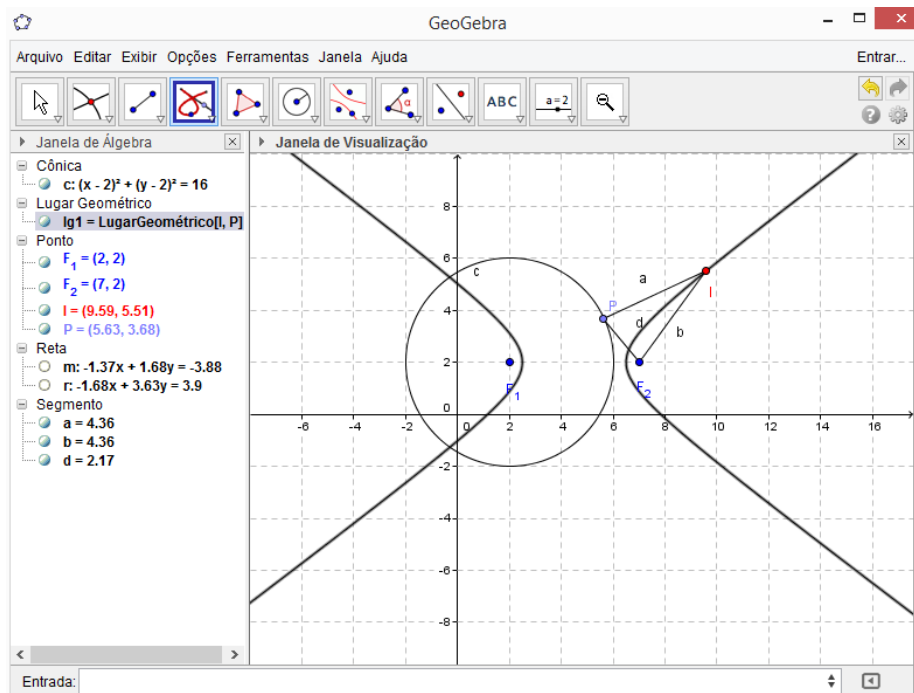 GeoGebra
Arquivo Editar Exibir Opções Ferramentas Janela Ajuda Entrar...
ABC a=2
Janela de Álgebra
Cônica
c: (x - 2)² + (y - 2)² = 16
Lugar Geométrico
lg1 = LugarGeométrico[I, P]
Ponto
F₁ = (2, 2)
F₂ = (7, 2)
I = (9.59, 5.51)
P = (5.63, 3.68)
Reta
m: -1.37x + 1.68y = -3.88
r: -1.68x + 3.63y = 3.9
Segmento
a = 4.36
b = 4.36
d = 2.17
Janela de Visualização
8
6
c
a
I
P
4
d
b
2
F₁
F₂
0
-6 -4 -2 0 2 4 6 8 10 12 14 16
-2
-4
-6
-8
Entrada: